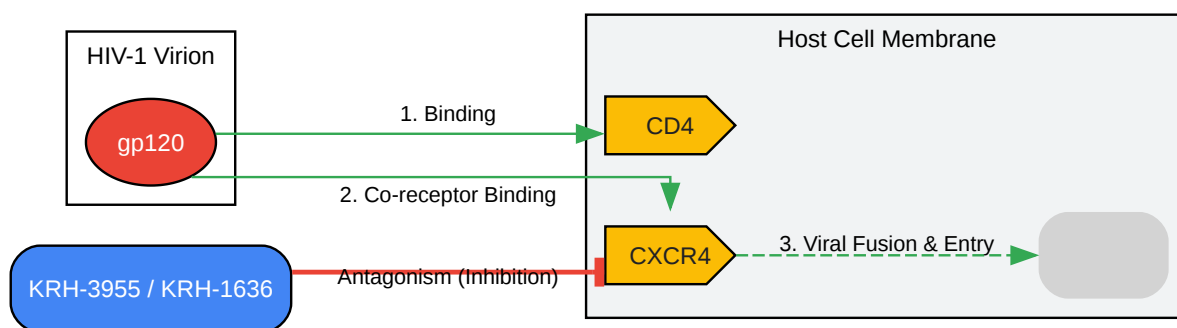 HIV-1 Virion
gp120
1. Binding
2. Co-receptor Binding
KRH-3955 / KRH-1636
Antagonism (Inhibition)
Host Cell Membrane
CD4
CXCR4
3. Viral Fusion & Entry